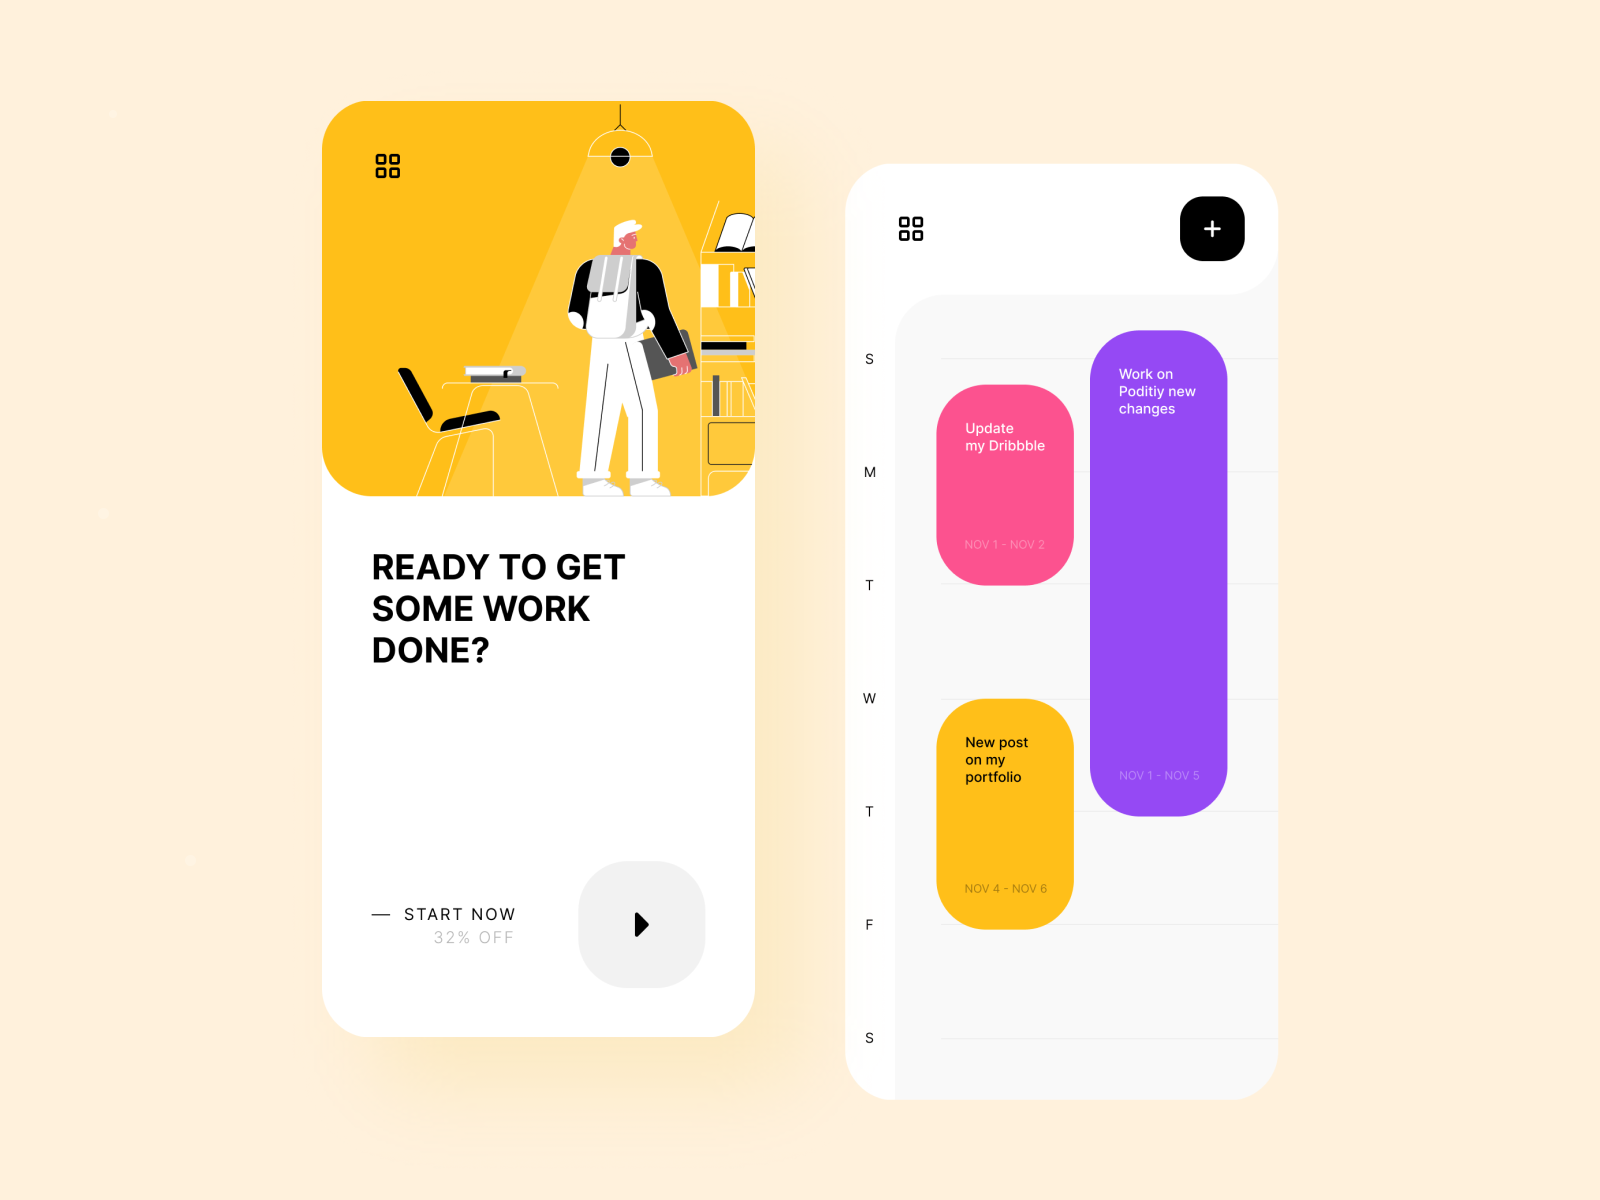 READY TO GET
SOME WORK
DONE?
— START NOW
32% OFF
S
M
T
W
T
F
S
Update
my Dribbble
NOV 1 - NOV 2
Work on
Poditiy new
changes
NOV 1 - NOV 5
New post
on my
portfolio
NOV 4 - NOV 6